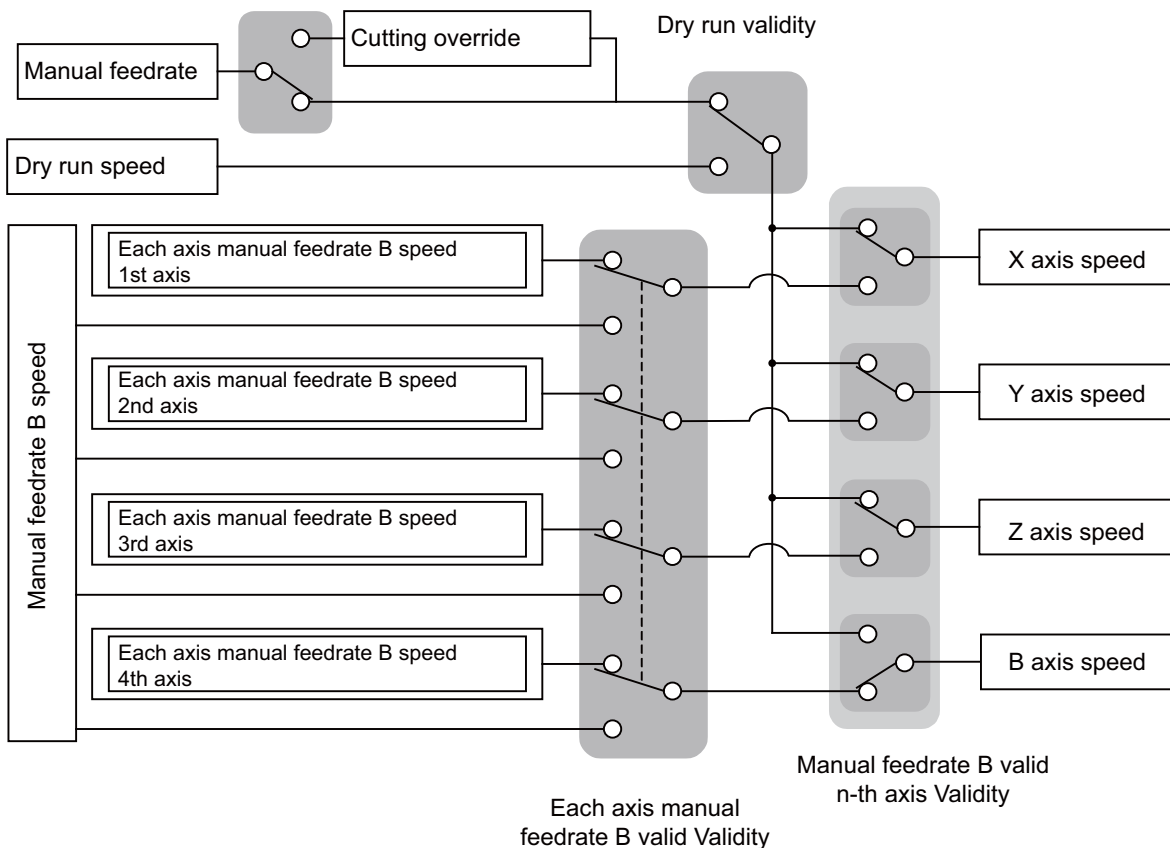 Cutting override
Dry run validity
Manual feedrate
Dry run speed
Manual feedrate B speed
Each axis manual feedrate B speed
1st axis
X axis speed
Each axis manual feedrate B speed
2nd axis
Y axis speed
Each axis manual feedrate B speed
3rd axis
Z axis speed
Each axis manual feedrate B speed
4th axis
B axis speed
Manual feedrate B valid
n-th axis Validity
Each axis manual
feedrate B valid Validity